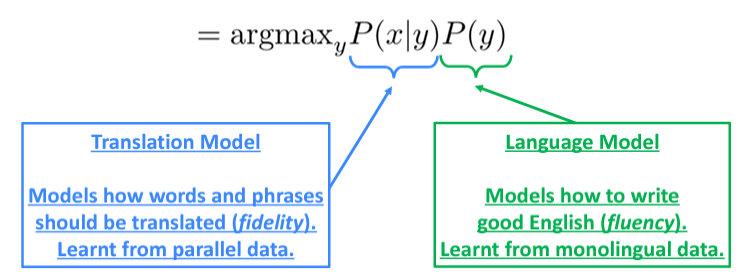 = argmaxyP(x|y)P(y)
Translation Model
Models how words and phrases
should be translated (fidelity).
Learnt from parallel data.
Language Model
Models how to write
good English (fluency).
Learnt from monolingual data.